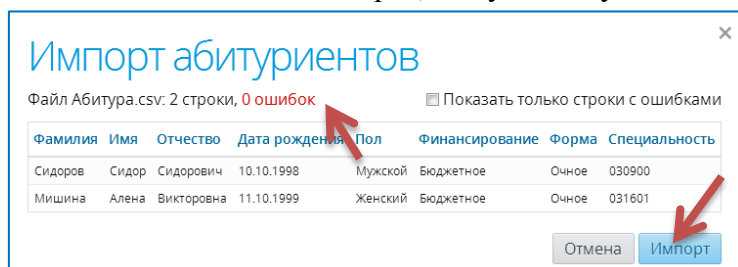 Импорт абитуриентов
Файл Абитура.csv: 2 строки, 0 ошибок Показать только строки с ошибками
Фамилия Имя Отчество Дата рождения Пол Финансирование Форма Специальность
Сидоров Сидор Сидорович 10.10.1998 Мужской Бюджетное Очное 030900
Мишина Алена Викторовна 11.10.1999 Женский Бюджетное Очное 031601
Отмена Импорт